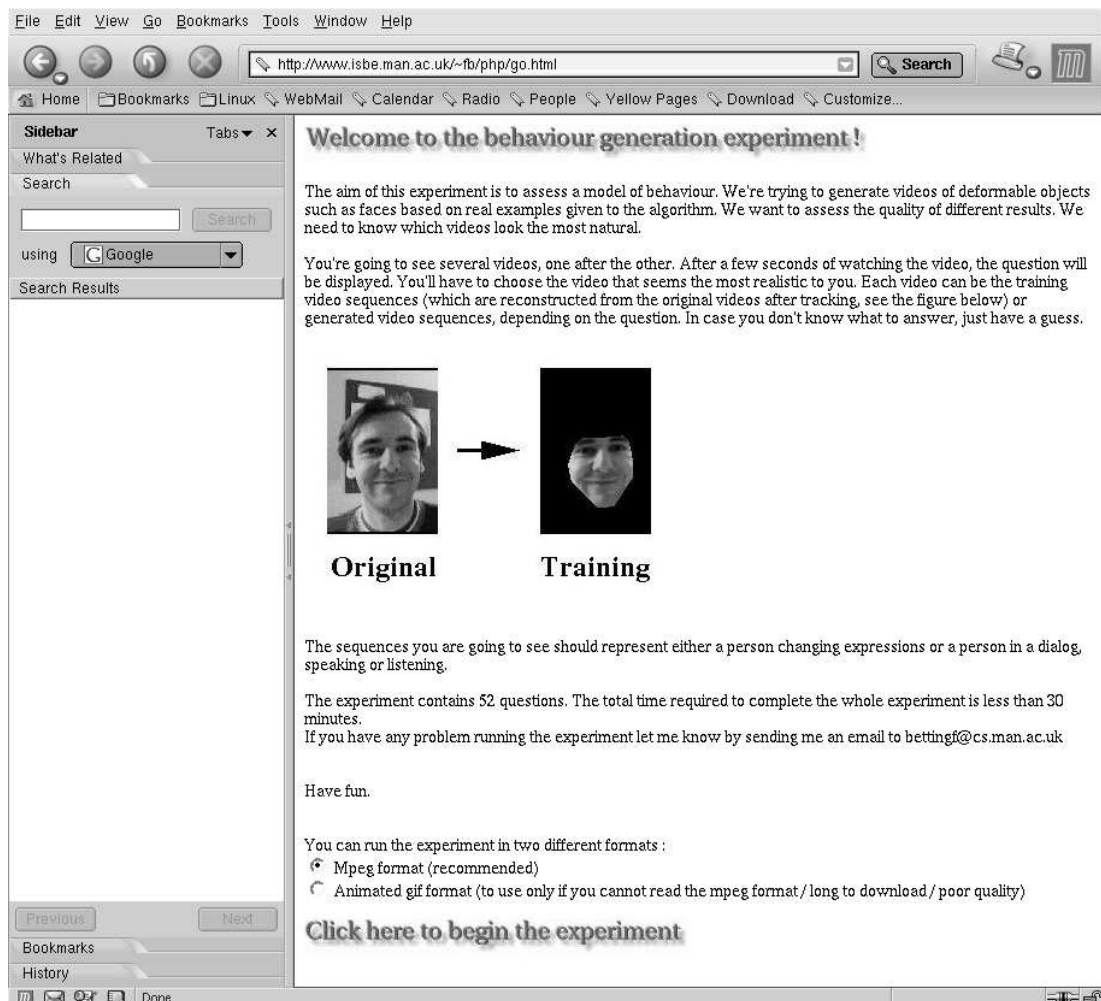 File Edit View Go Bookmarks Tools Window Help
http://www.isbe.man.ac.uk/~fb/php/go.html Search
Home Bookmarks Linux WebMail Calendar Radio People Yellow Pages Download Customize...
Sidebar Tabs
What's Related
Search
Search
using Google
Search Results
Previous Next
Bookmarks
History
Done
Welcome to the behaviour generation experiment !
The aim of this experiment is to assess a model of behaviour. We're trying to generate videos of deformable objects
such as faces based on real examples given to the algorithm. We want to assess the quality of different results. We
need to know which videos look the most natural.
You're going to see several videos, one after the other. After a few seconds of watching the video, the question will
be displayed. You'll have to choose the video that seems the most realistic to you. Each video can be the training
video sequences (which are reconstructed from the original videos after tracking, see the figure below) or
generated video sequences, depending on the question. In case you don't know what to answer, just have a guess.
Original Training
The sequences you are going to see should represent either a person changing expressions or a person in a dialog,
speaking or listening.
The experiment contains 52 questions. The total time required to complete the whole experiment is less than 30
minutes.
If you have any problem running the experiment let me know by sending me an email to bettingf@cs.man.ac.uk
Have fun.
You can run the experiment in two different formats :
Mpeg format (recommended)
Animated gif format (to use only if you cannot read the mpeg format / long to download / poor quality)
Click here to begin the experiment